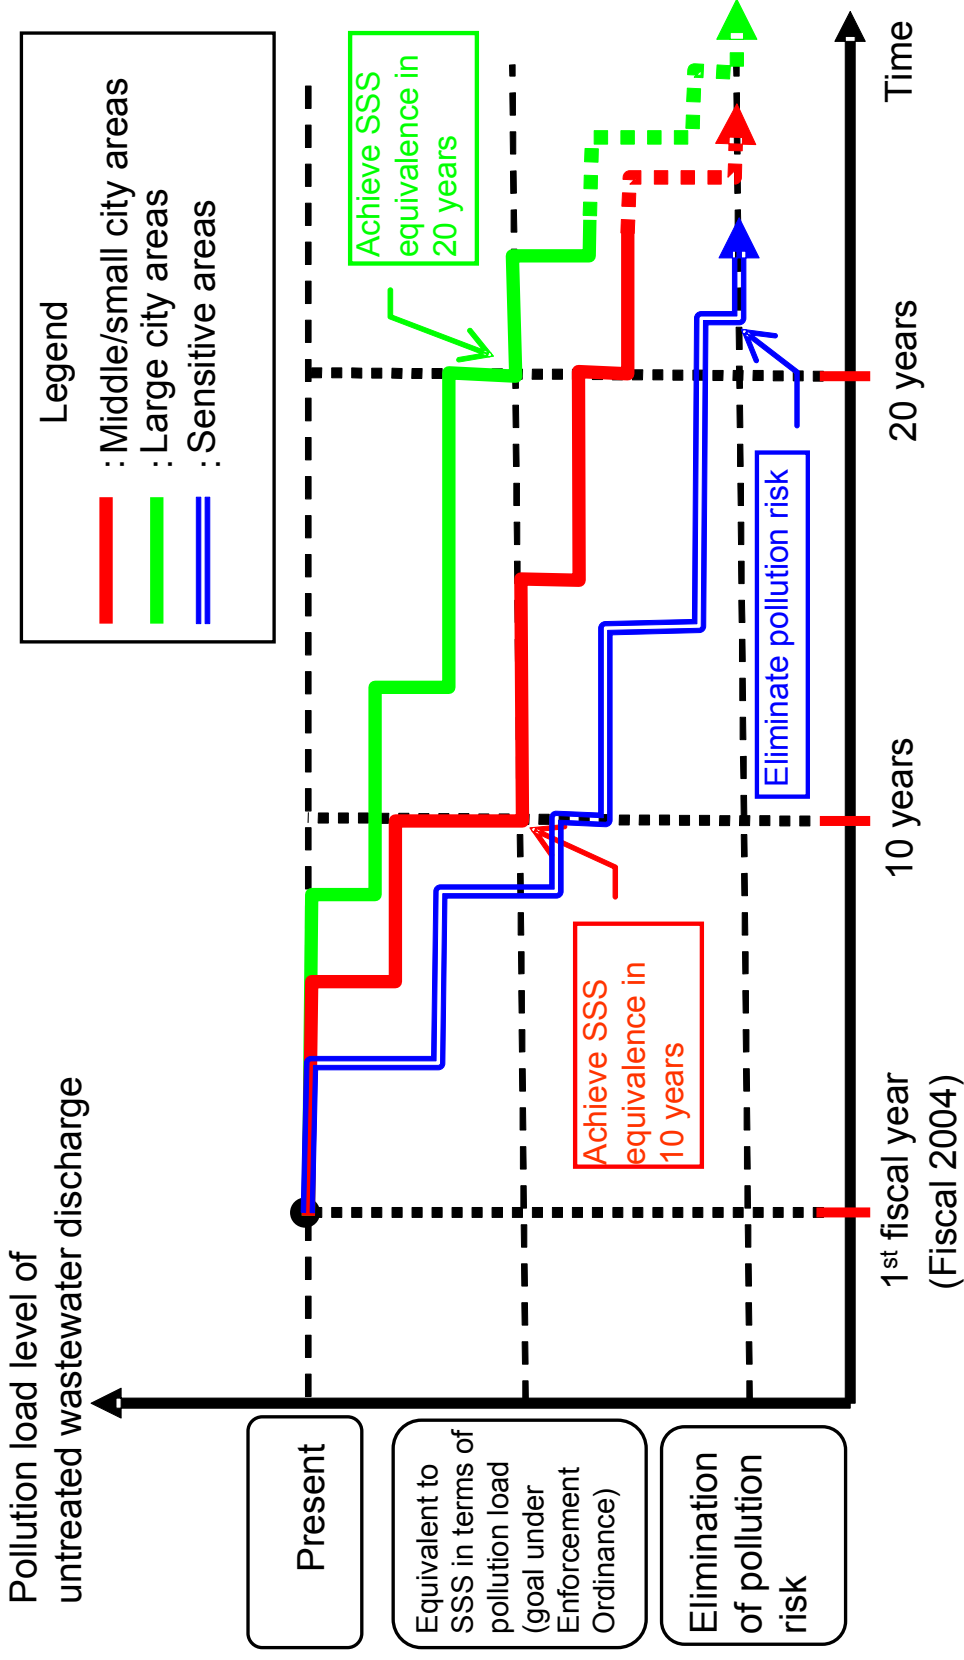 Pollution load level of
untreated wastewater discharge
Legend
: Middle/small city areas
: Large city areas
: Sensitive areas
Present
Equivalent to
SSS in terms of
pollution load
(goal under
Enforcement
Ordinance)
Elimination
of pollution
risk
Achieve SSS
equivalence in
20 years
Achieve SSS
equivalence in
10 years
Eliminate pollution risk
1st fiscal year
(Fiscal 2004)
10 years
20 years
Time